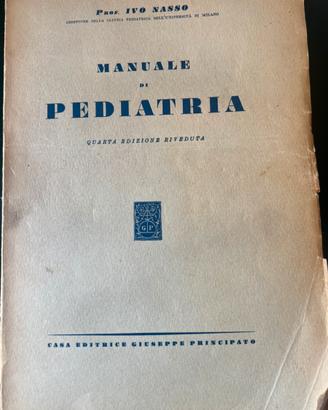 PROF. IVO NASSO
DIRETTORE DELLA CLINICA PEDIATRICA DELL'UNIVERSITÀ DI MILANO
MANUALE
DI
PEDIATRIA
QUARTA EDIZIONE RIVEDUTA
G P
CASA EDITRICE GIUSEPPE PRINCIPATO